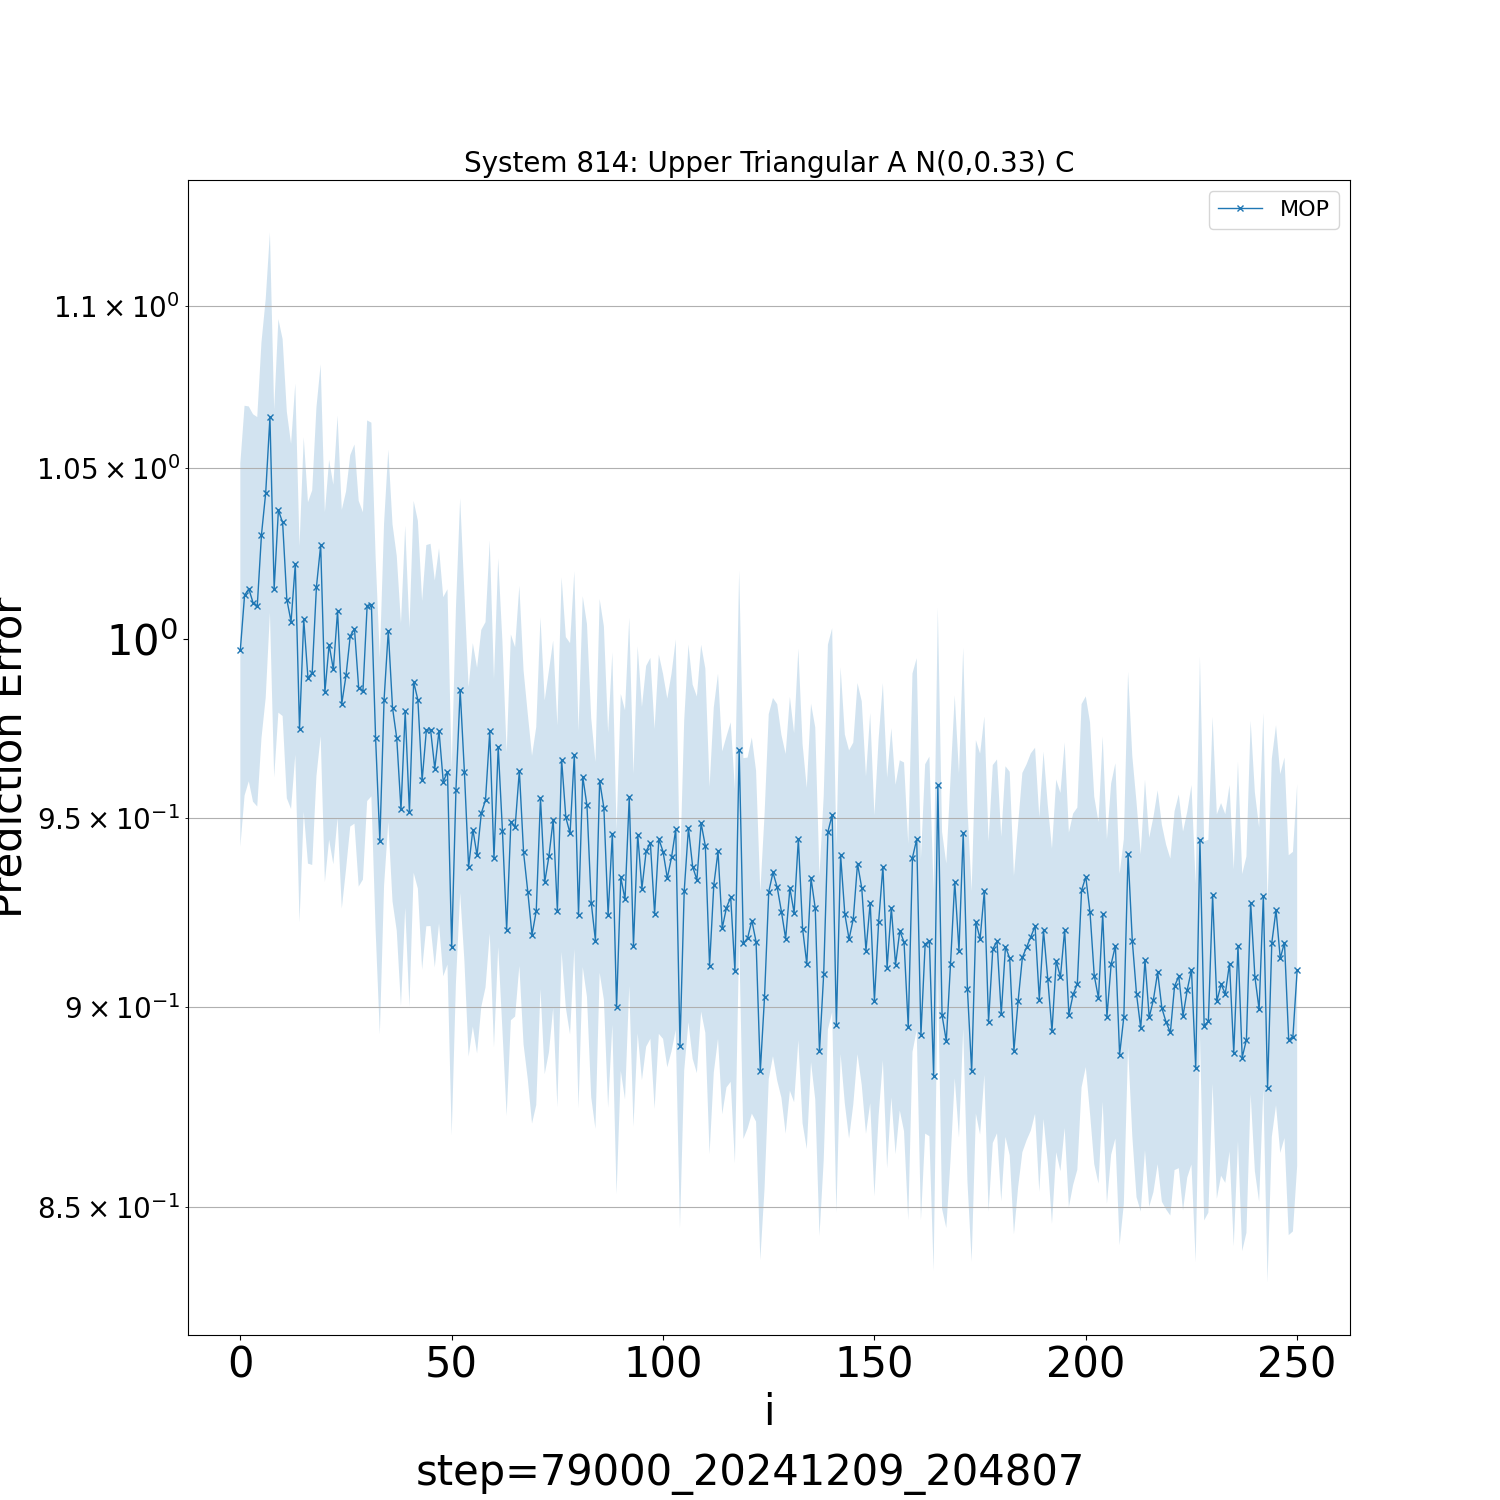 System 814: Upper Triangular A N(0,0.33) C
MOP
1.1 × 10⁰
1.05 × 10⁰
10⁰
9.5 × 10⁻¹
9 × 10⁻¹
8.5 × 10⁻¹
Prediction Error
0 50 100 150 200 250
i
step=79000_20241209_204807